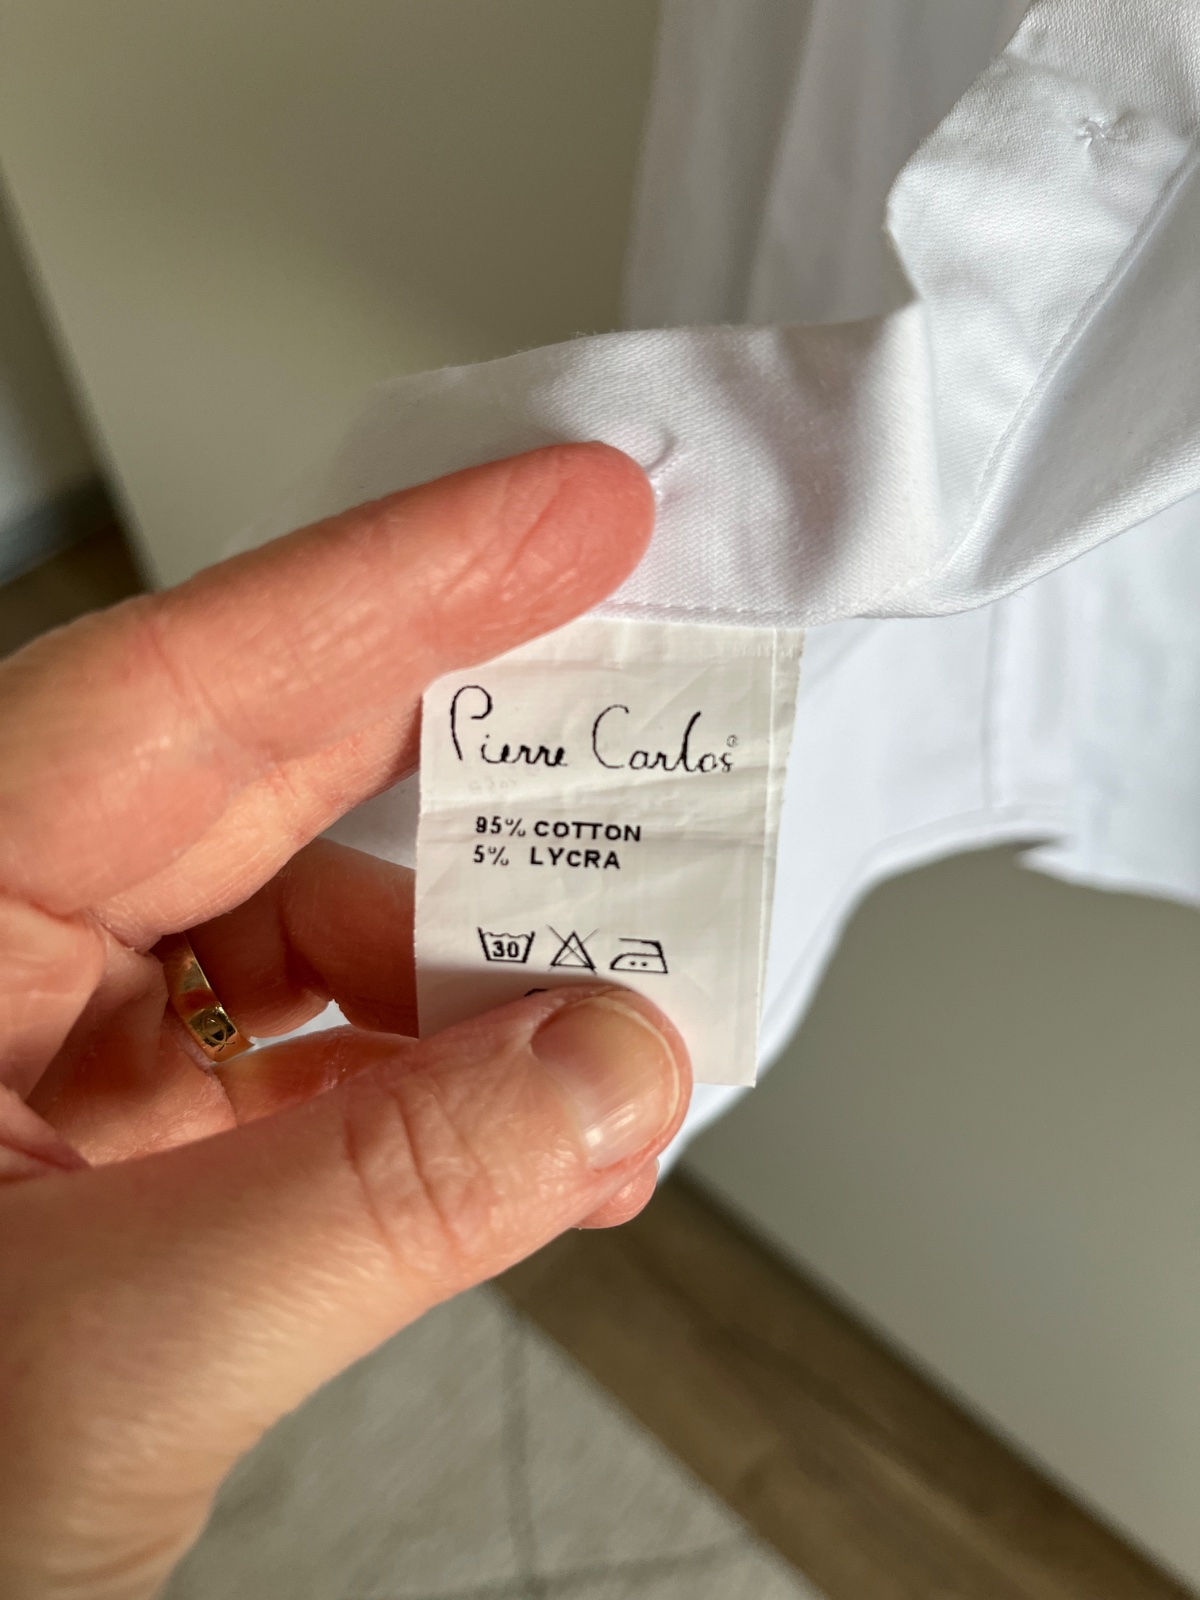 Pierre Carlos®
95% COTTON
5% LYCRA
30